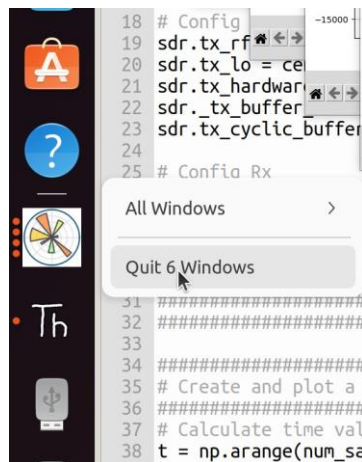 18 # Config
19 sdr.tx_rf
20 sdr.tx_lo = ce
21 sdr.tx_hardwar
22 sdr._tx_buffer_
23 sdr.tx_cyclic_buffer
24
25 # Config Rx
-15000
All Windows
Quit 6 Windows
31 ####################
32 ####################
33
34 ####################
35 # Create and plot a
36 ####################
37 # Calculate time val
38 t = np.arange(num_sa
Th